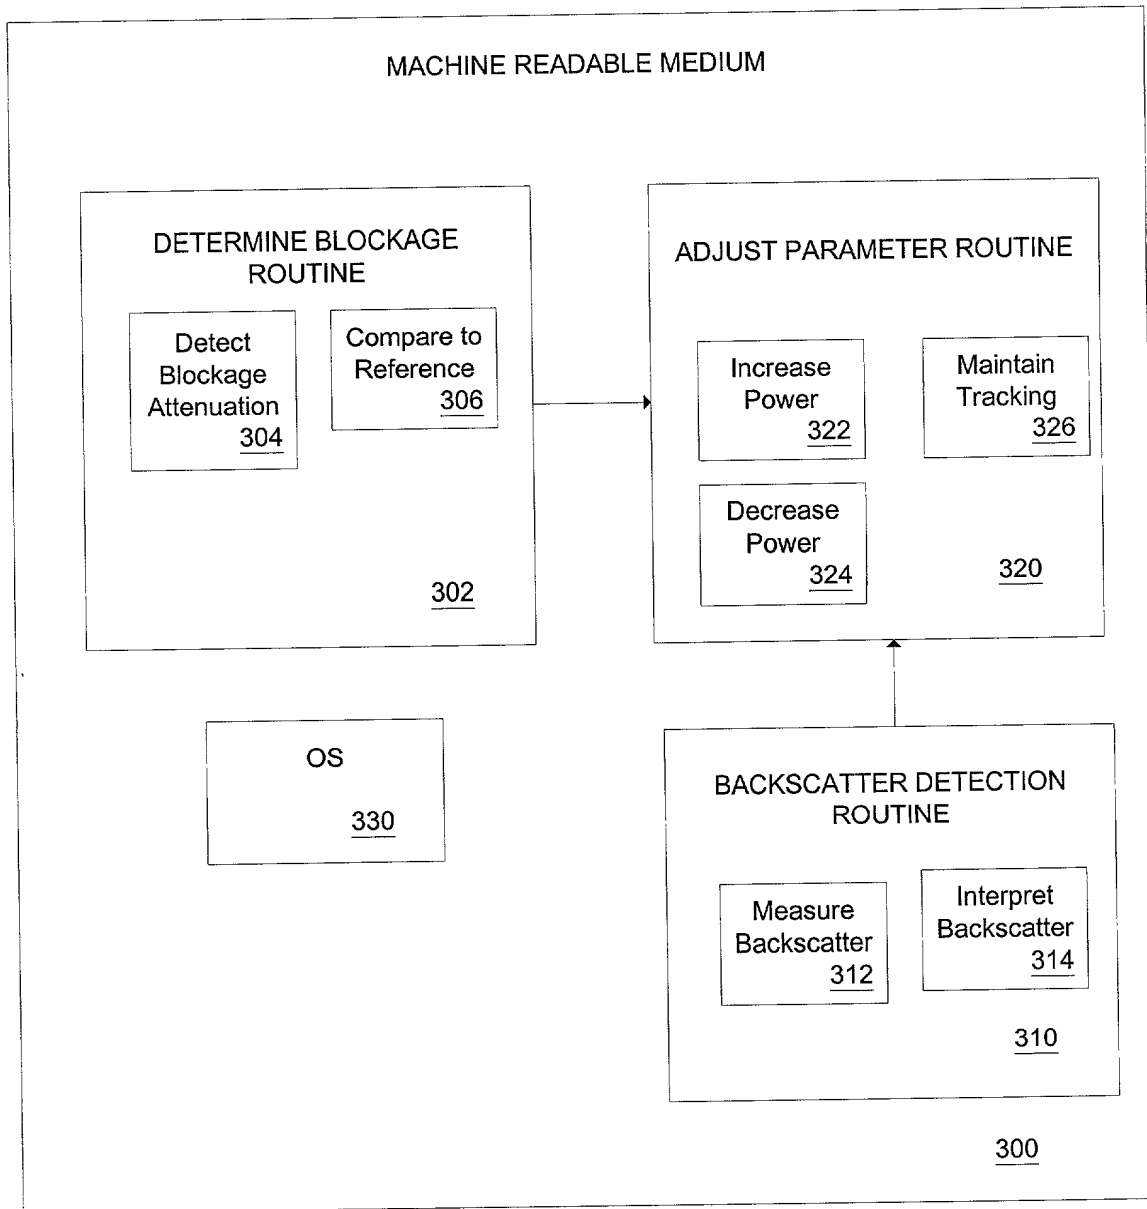 MACHINE READABLE MEDIUM
DETERMINE BLOCKAGE
ROUTINE
Detect
Blockage
Attenuation
304
Compare to
Reference
306
302
ADJUST PARAMETER ROUTINE
Increase
Power
322
Maintain
Tracking
326
Decrease
Power
324
320
OS
330
BACKSCATTER DETECTION
ROUTINE
Measure
Backscatter
312
Interpret
Backscatter
314
310
300